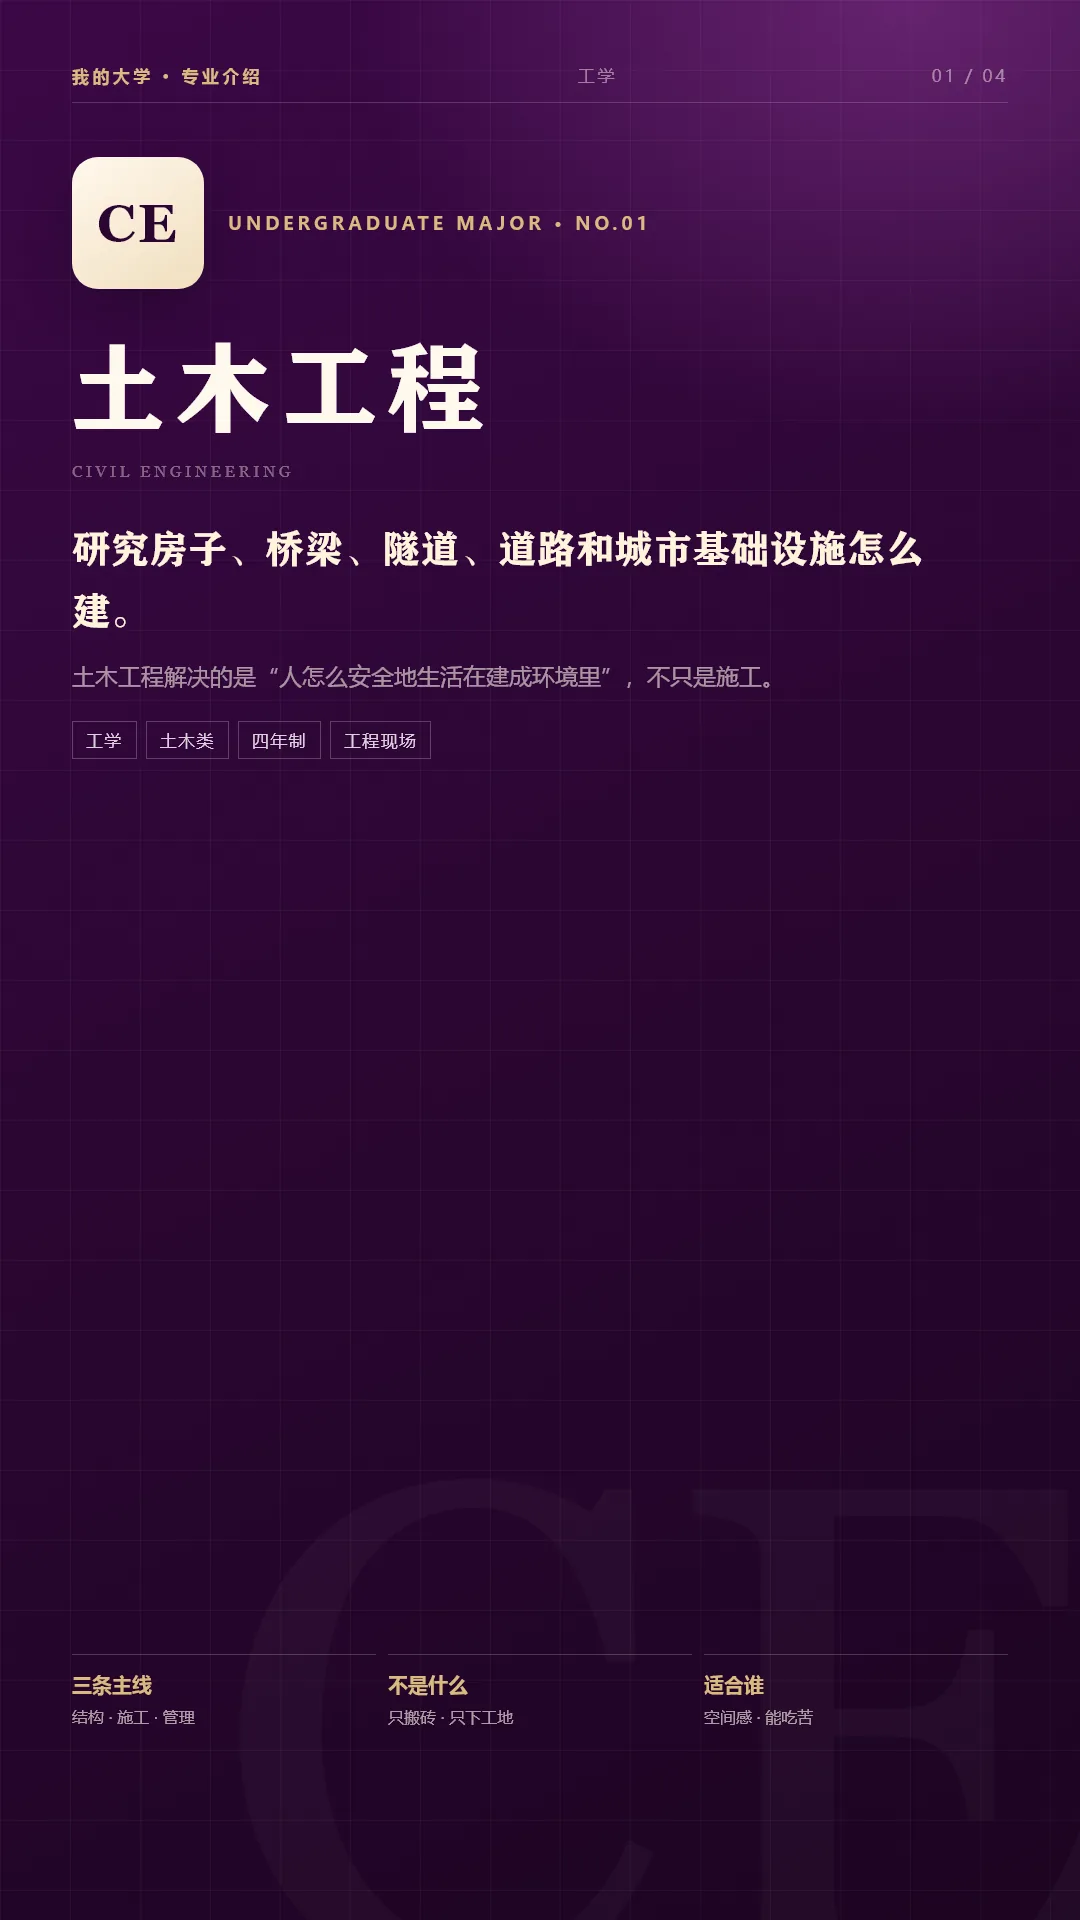 我的大学 • 专业介绍
工学
01 / 04
CE
UNDERGRADUATE MAJOR • NO.01
土木工程
CIVIL ENGINEERING
研究房子、桥梁、隧道、道路和城市基础设施怎么
建。
土木工程解决的是“人怎么安全地生活在建成环境里”，不只是施工。
工学
土木类
四年制
工程现场
三条主线
结构 · 施工 · 管理
不是什么
只搬砖 · 只下工地
适合谁
空间感 · 能吃苦
CE